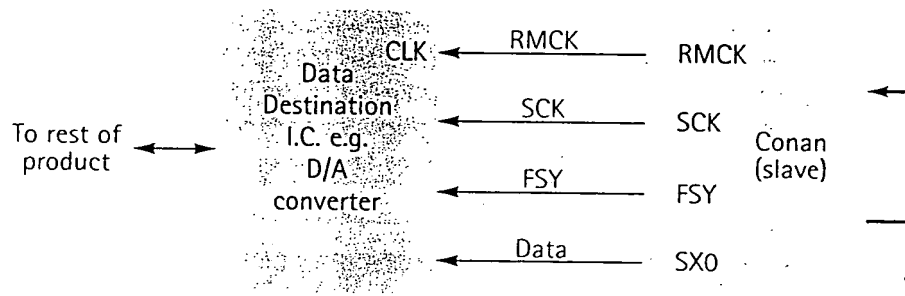 To rest of
product
Data
Destination
I.C. e.g.
D/A
converter
CLK
RMCK
RMCK
SCK
SCK
FSY
FSY
Data
SX0
Conan
(slave)